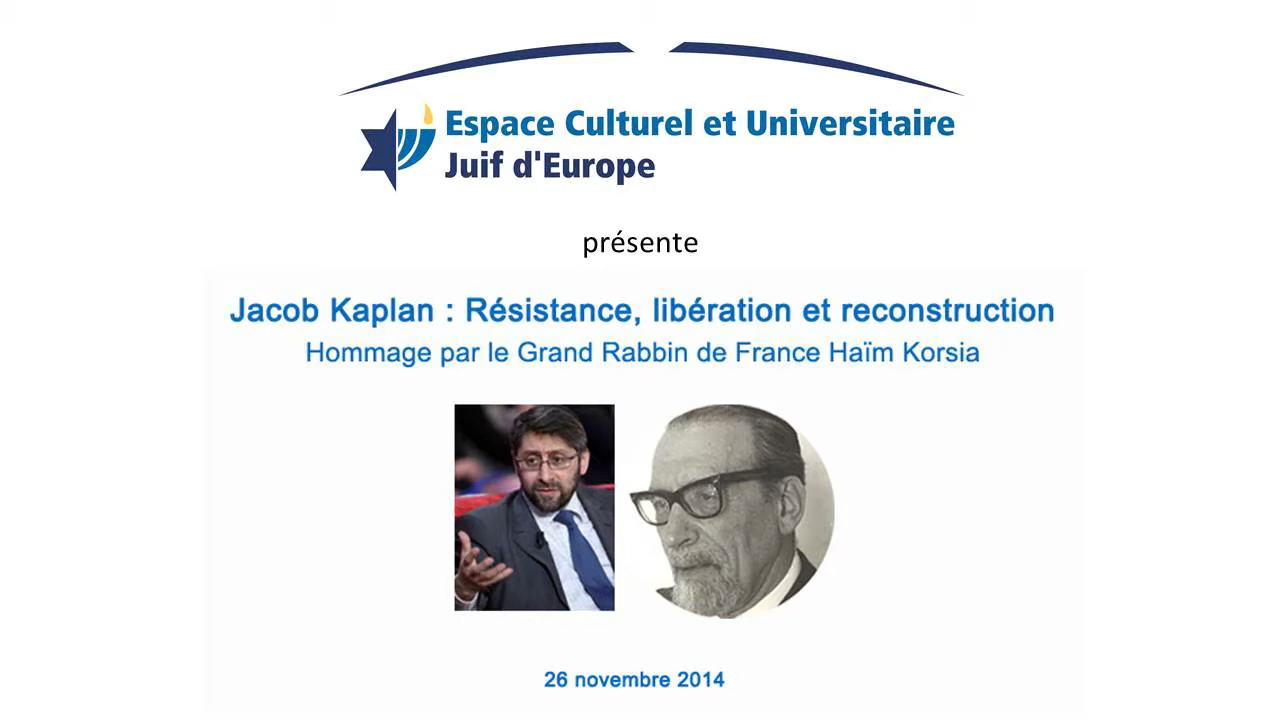 Espace Culturel et Universitaire
Juif d'Europe
présente
Jacob Kaplan : Résistance, libération et reconstruction
Hommage par le Grand Rabbin de France Haïm Korsia
26 novembre 2014